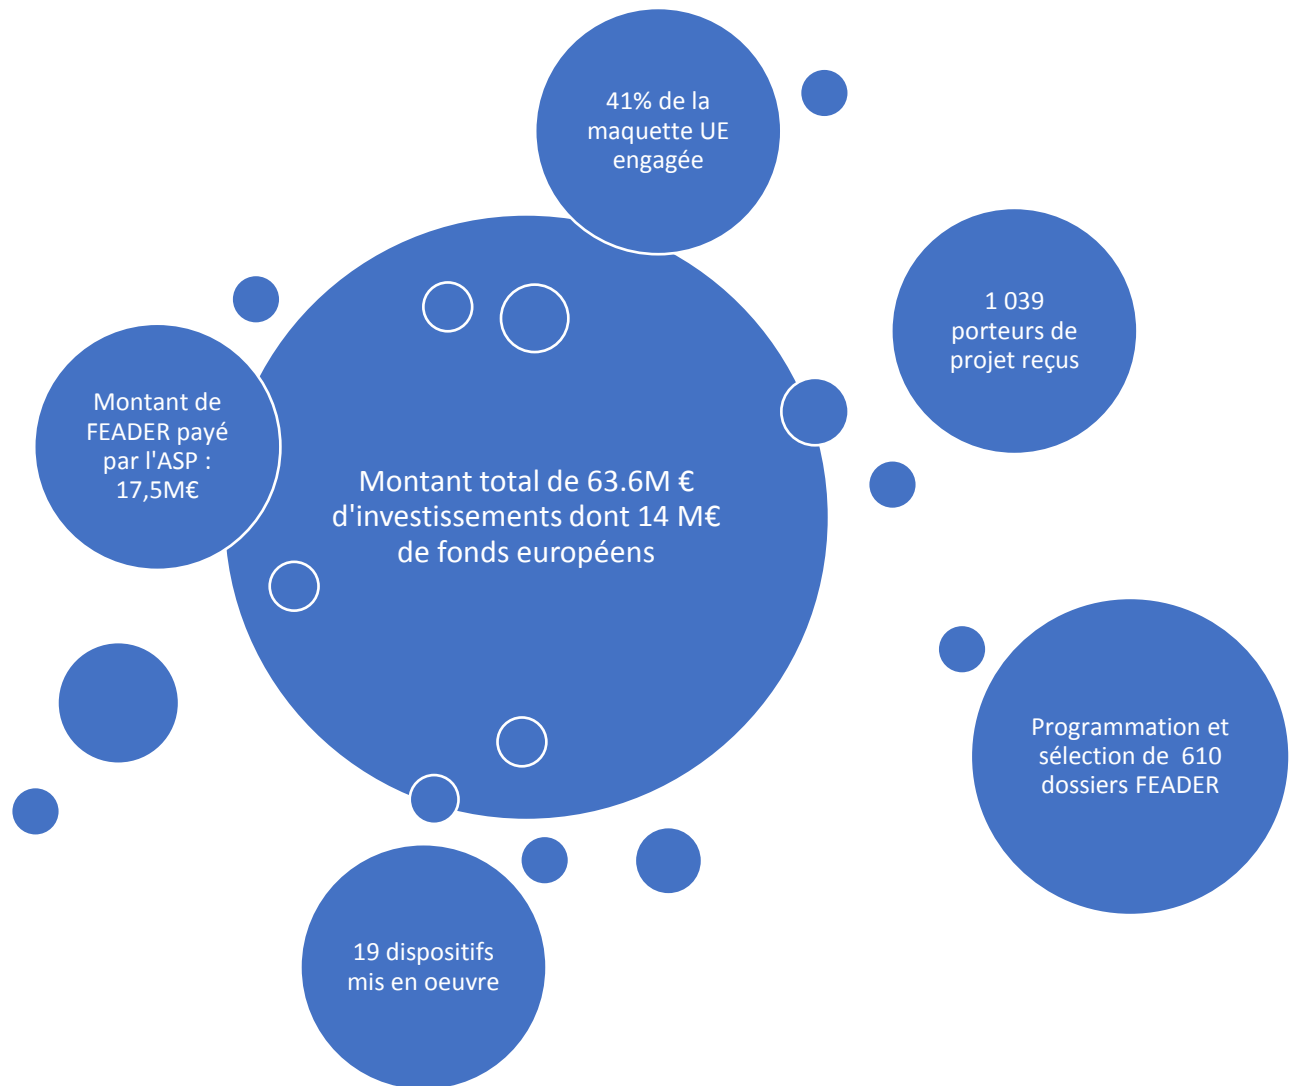 41% de la
maquette UE
engagée
1 039
porteurs de
projet reçus
Montant de
FEADER payé
par l'ASP :
17,5M€
Montant total de 63.6M €
d'investissements dont 14 M€
de fonds européens
Programmation et
sélection de  610
dossiers FEADER
19 dispositifs
mis en oeuvre